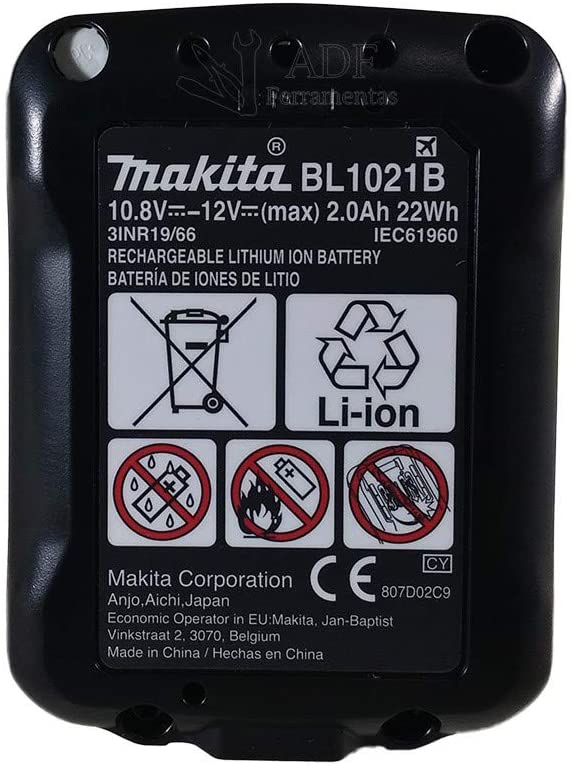 ADF
Ferramentas
makita® BL1021B
10.8V⎓–12V⎓(max) 2.0Ah 22Wh
3INR19/66 IEC61960
RECHARGEABLE LITHIUM ION BATTERY
BATERÍA DE IONES DE LITIO
Li-ion
CY
Makita Corporation CE 807D02C9
Anjo,Aichi,Japan
Economic Operator in EU:Makita, Jan-Baptist
Vinkstraat 2, 3070, Belgium
Made in China / Hechas en China